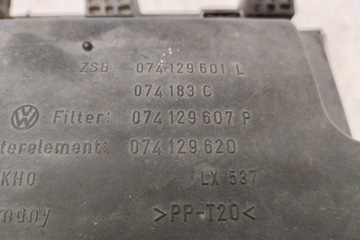 ZSB: 074 129 601 L
074 183 C
Filter: 074 129 607 P
terelement: 074 129 620
KHO LX 537
many >PP-T20<